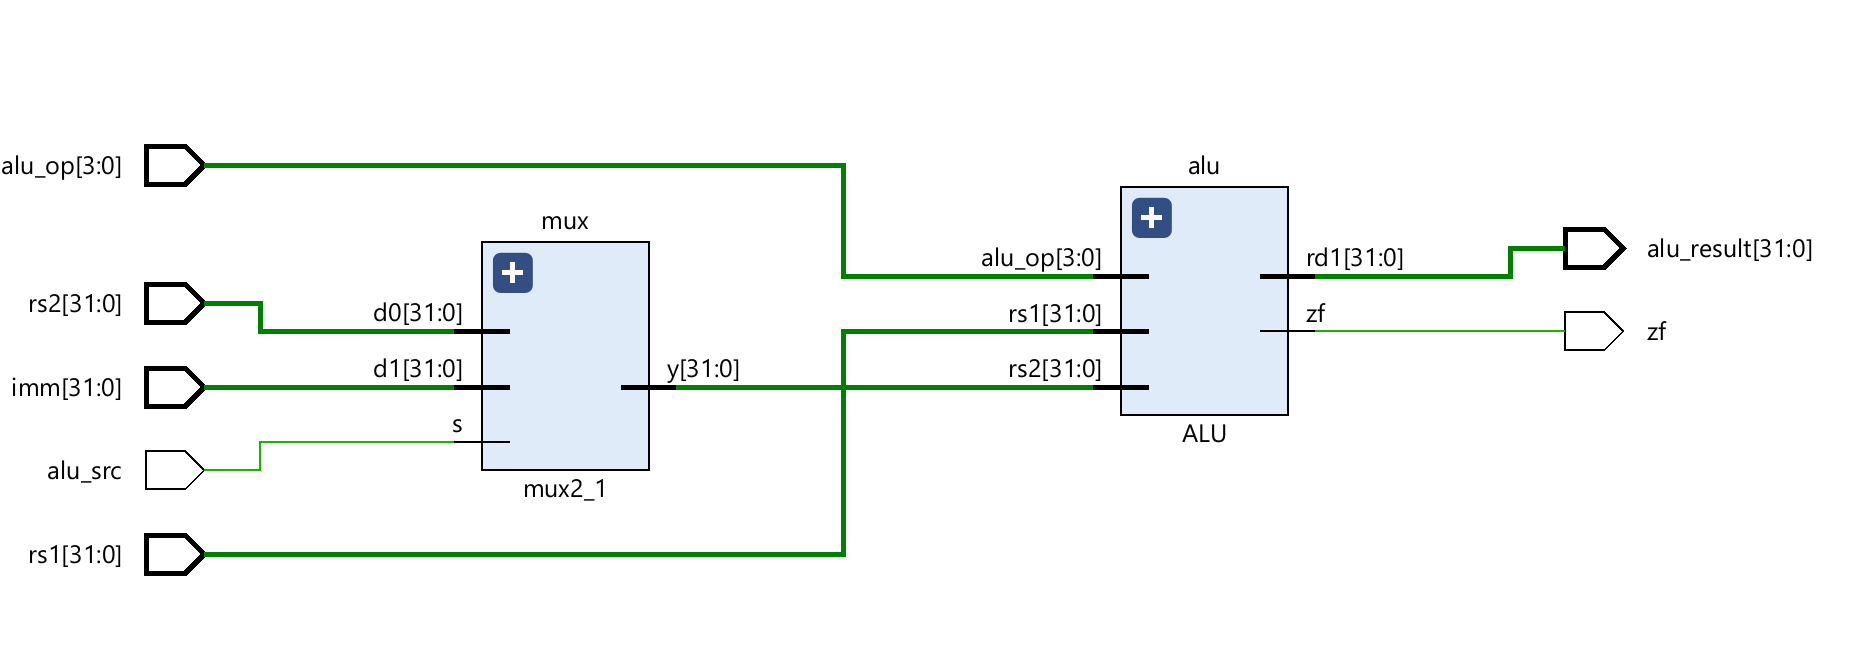 alu_op[3:0]
rs2[31:0]
imm[31:0]
alu_src
rs1[31:0]
mux
d0[31:0]
d1[31:0]
s
y[31:0]
mux2_1
alu
alu_op[3:0]
rs1[31:0]
rs2[31:0]
rd1[31:0]
zf
ALU
alu_result[31:0]
zf